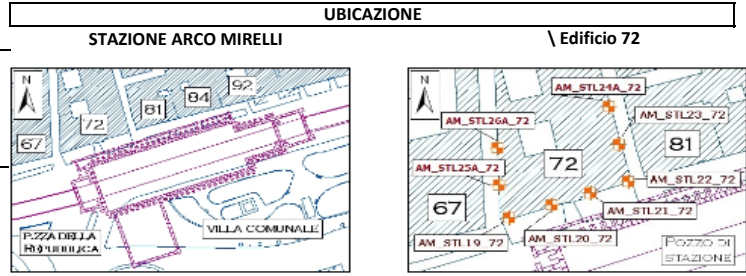 UBICAZIONE
STAZIONE ARCO MIRELLI
\ Edificio 72
N
67
72
81
84
92
P.ZZA DELLA
REPUBBLICA
VILLA COMUNALE
N
AM_STL24A_72
AM_STL26A_72
AM_STL23_72
81
72
AM_STL25A_72
AM_STL22_72
67
AM_STL21_72
AM_STL19_72
AM_STL20_72
POZZO DI
STAZIONE